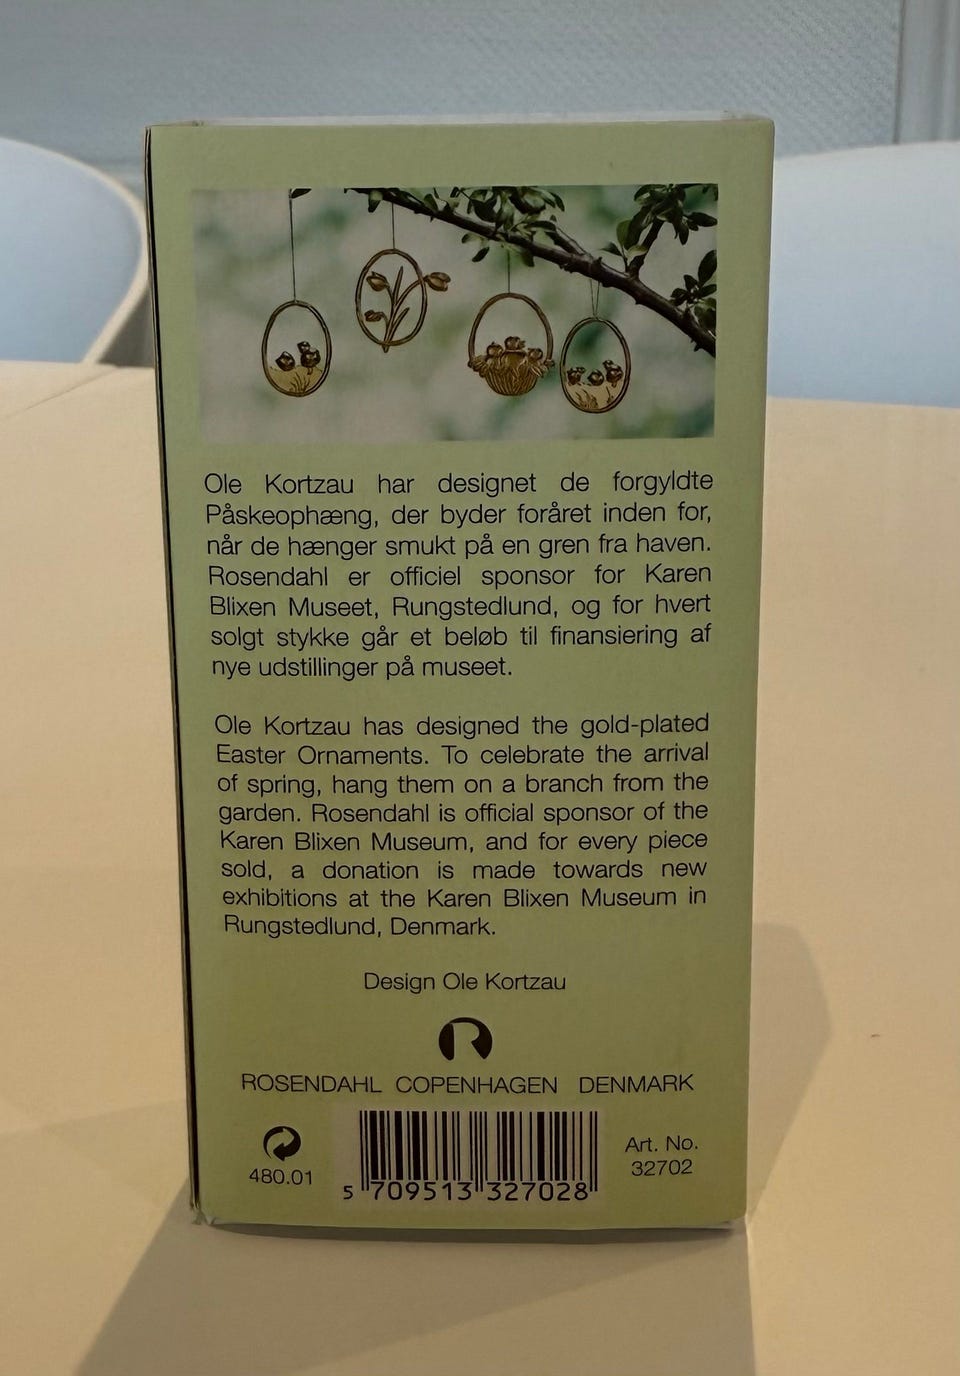 Ole Kortzau har designet de forgyldte
Påskeophæng, der byder foråret inden for,
når de hænger smukt på en gren fra haven.
Rosendahl er officiel sponsor for Karen
Blixen Museet, Rungstedlund, og for hvert
solgt stykke går et beløb til finansiering af
nye udstillinger på museet.
Ole Kortzau has designed the gold-plated
Easter Ornaments. To celebrate the arrival
of spring, hang them on a branch from the
garden. Rosendahl is official sponsor of the
Karen Blixen Museum, and for every piece
sold, a donation is made towards new
exhibitions at the Karen Blixen Museum in
Rungstedlund, Denmark.
Design Ole Kortzau
R
ROSENDAHL COPENHAGEN DENMARK
480.01
5 709513 327028
Art. No.
32702